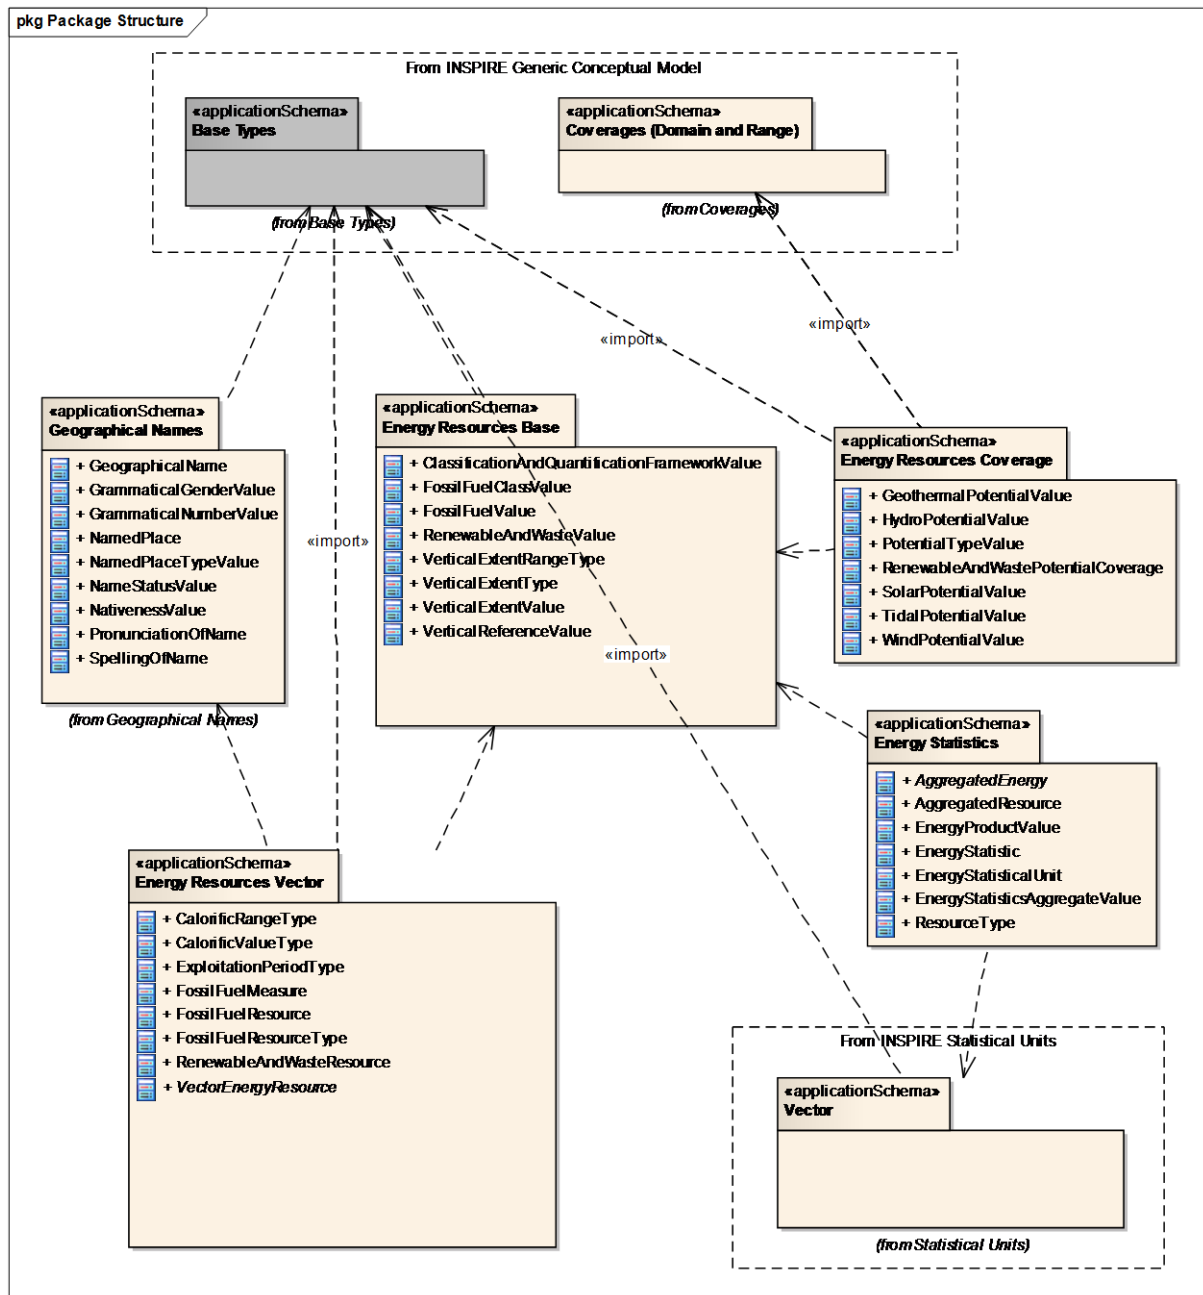 pkg Package Structure
From INSPIRE Generic Conceptual Model
«applicationSchema»
Base Types
(from Base Types)
«applicationSchema»
Coverages (Domain and Range)
(from Coverages)
«import»
«import»
«applicationSchema»
Geographical Names
+ GeographicalName
+ GrammaticalGenderValue
+ GrammaticalNumberValue
+ NamedPlace
+ NamedPlaceTypeValue
+ NameStatusValue
+ NativenessValue
+ PronunciationOfName
+ SpellingOfName
(from Geographical Names)
«import»
«applicationSchema»
Energy Resources Base
+ ClassificationAndQuantificationFrameworkValue
+ FossilFuelClassValue
+ FossilFuelValue
+ RenewableAndWasteValue
+ VerticalExtentRangeType
+ VerticalExtentType
+ VerticalExtentValue
+ VerticalReferenceValue
«import»
«applicationSchema»
Energy Resources Coverage
+ GeothermalPotentialValue
+ HydroPotentialValue
+ PotentialTypeValue
+ RenewableAndWastePotentialCoverage
+ SolarPotentialValue
+ TidalPotentialValue
+ WindPotentialValue
«applicationSchema»
Energy Statistics
+ AggregatedEnergy
+ AggregatedResource
+ EnergyProductValue
+ EnergyStatistic
+ EnergyStatisticalUnit
+ EnergyStatisticsAggregateValue
+ ResourceType
«applicationSchema»
Energy Resources Vector
+ CalorificRangeType
+ CalorificValueType
+ ExploitationPeriodType
+ FossilFuelMeasure
+ FossilFuelResource
+ FossilFuelResourceType
+ RenewableAndWasteResource
+ VectorEnergyResource
From INSPIRE Statistical Units
«applicationSchema»
Vector
(from Statistical Units)